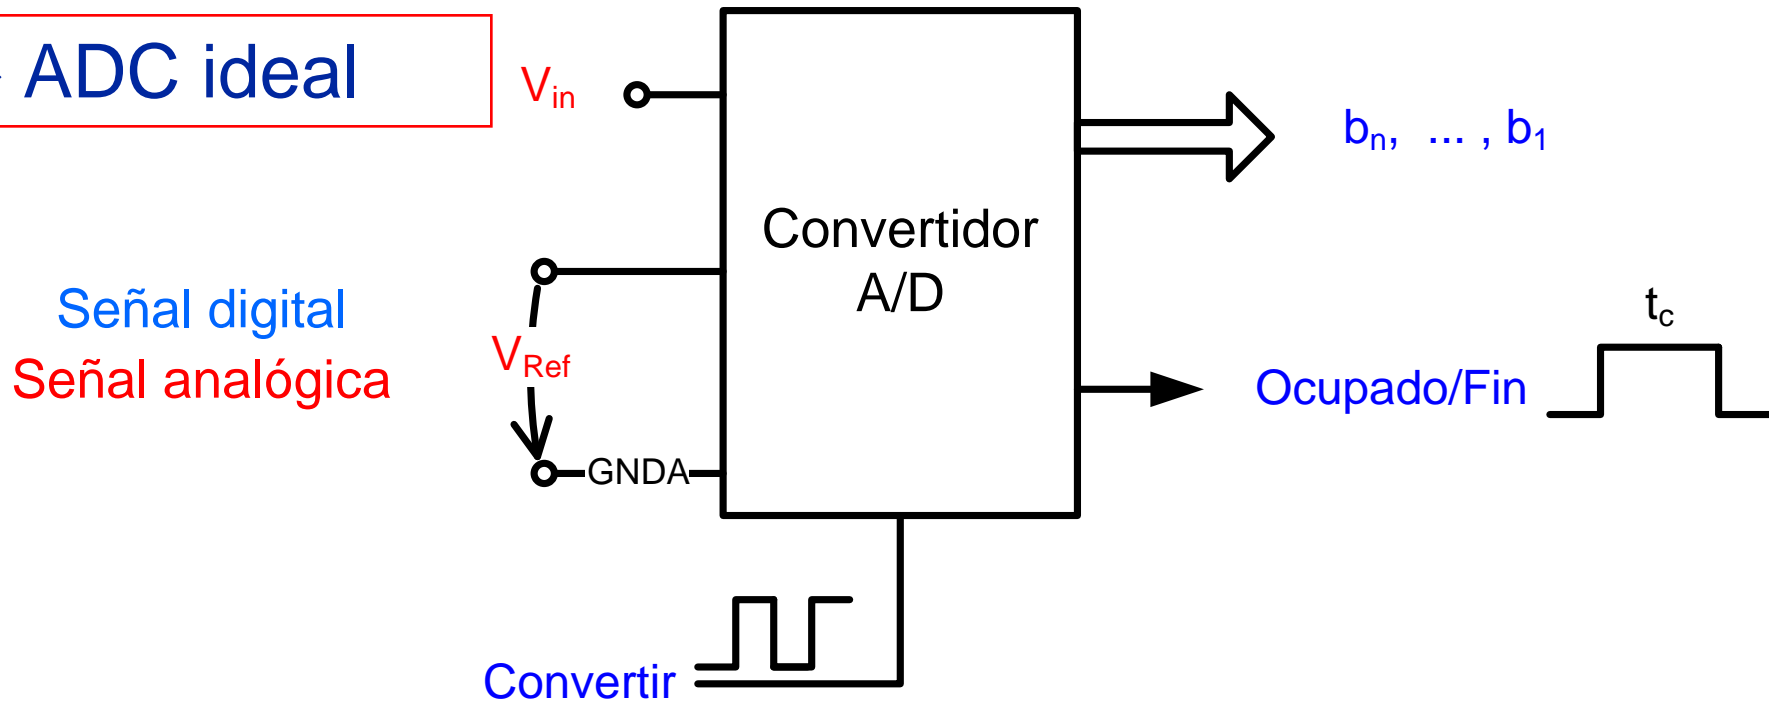 ADC ideal
Vin
bn, ... , b1
Convertidor
A/D
Señal digital
Señal analógica
VRef
tc
Ocupado/Fin
GNDA
Convertir